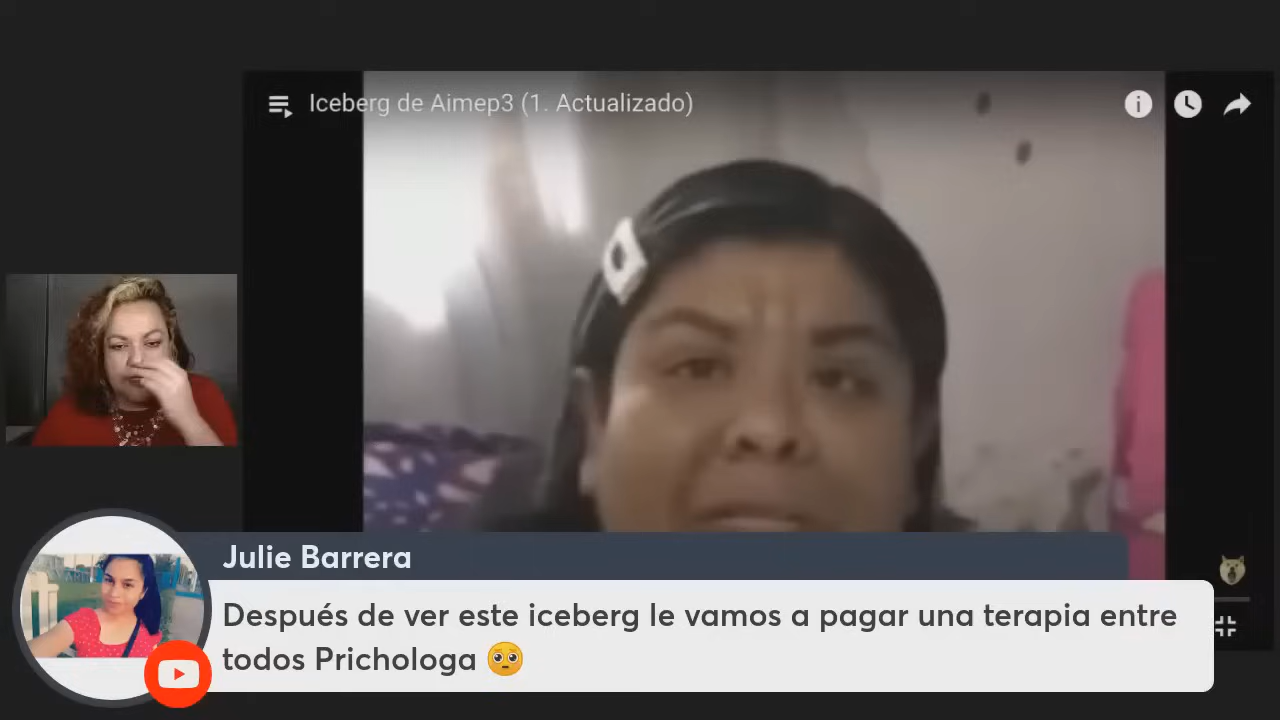 Iceberg de Aimep3 (1. Actualizado)
Julie Barrera
Después de ver este iceberg le vamos a pagar una terapia entre
todos Prichologa 🥺